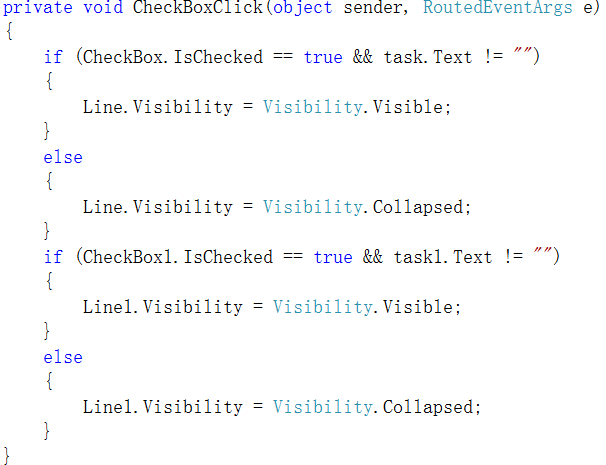 private void CheckBoxClick(object sender, RoutedEventArgs e)
{
    if (CheckBox.IsChecked == true && task.Text != "")
    {
        Line.Visibility = Visibility.Visible;
    }
    else
    {
        Line.Visibility = Visibility.Collapsed;
    }
    if (CheckBox1.IsChecked == true && task1.Text != "")
    {
        Line1.Visibility = Visibility.Visible;
    }
    else
    {
        Line1.Visibility = Visibility.Collapsed;
    }
}